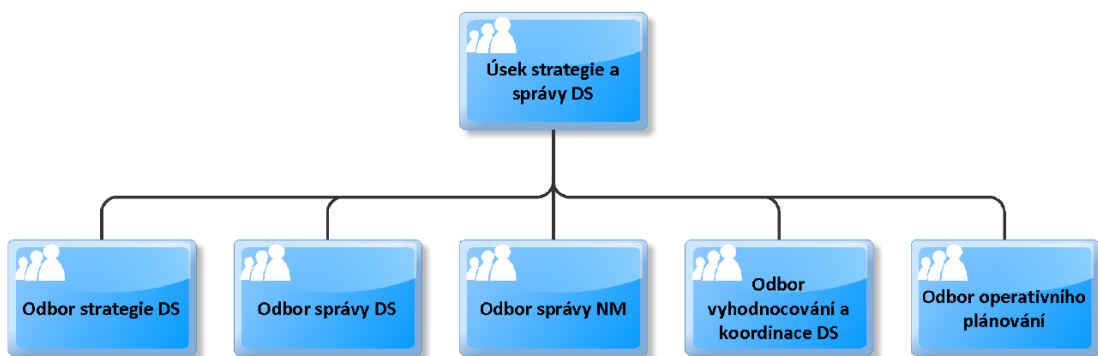 Úsek strategie a
správy DS
Odbor strategie DS
Odbor správy DS
Odbor správy NM
Odbor
vyhodnocování a
koordinace DS
Odbor operativního
plánování